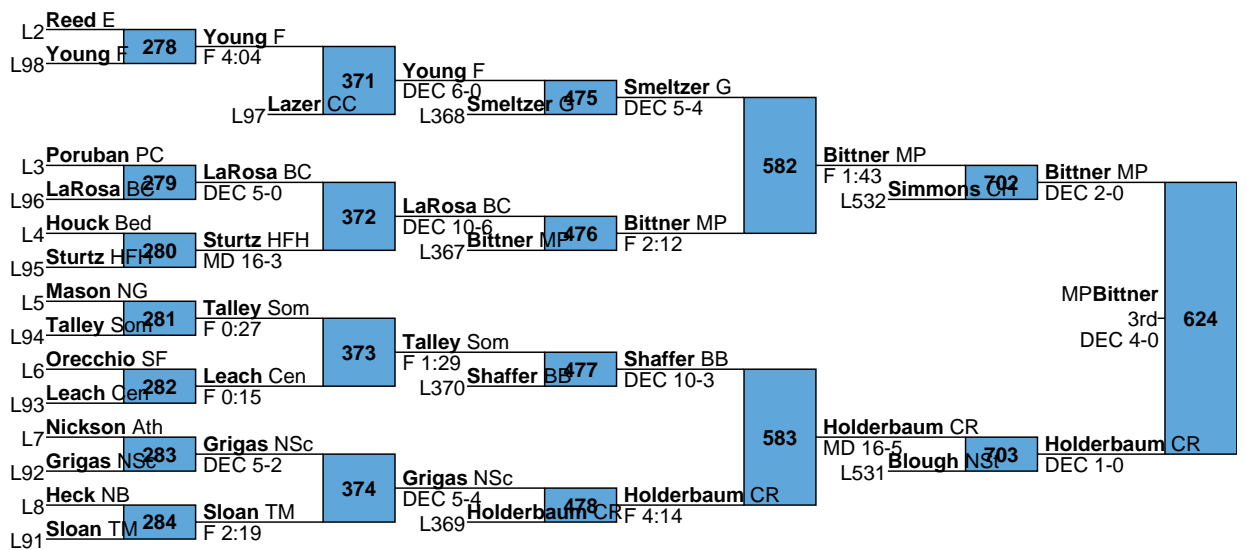 L2 Reed E
278
L98 Young F
Young F
F 4:04
371
L97 Lazer CC
Young F
DEC 6-0
475
L368 Smeltzer G
Smeltzer G
DEC 5-4
582
L3 Poruban PC
279
L96 LaRosa BC
LaRosa BC
DEC 5-0
372
L4 Houck Bed
280
L95 Sturtz HFH
Sturtz HFH
MD 16-3
LaRosa BC
DEC 10-6
476
L367 Bittner MP
Bittner MP
F 2:12
Bittner MP
F 1:43
702
L532 Simmons CH
Bittner MP
DEC 2-0
L5 Mason NG
281
L94 Talley Som
Talley Som
F 0:27
373
L6 Orecchio SF
282
L93 Leach Cen
Leach Cen
F 0:15
Talley Som
F 1:29
477
L370 Shaffer BB
Shaffer BB
DEC 10-3
583
L7 Nickson Ath
283
L92 Grigas NSc
Grigas NSc
DEC 5-2
374
L8 Heck NB
284
L91 Sloan TM
Sloan TM
F 2:19
Grigas NSc
DEC 5-4
478
L369 Holderbaum CR
Holderbaum CR
F 4:14
Holderbaum CR
MD 16-5
703
L531 Blough NSt
Holderbaum CR
DEC 1-0
624
MPBittner
3rd
DEC 4-0